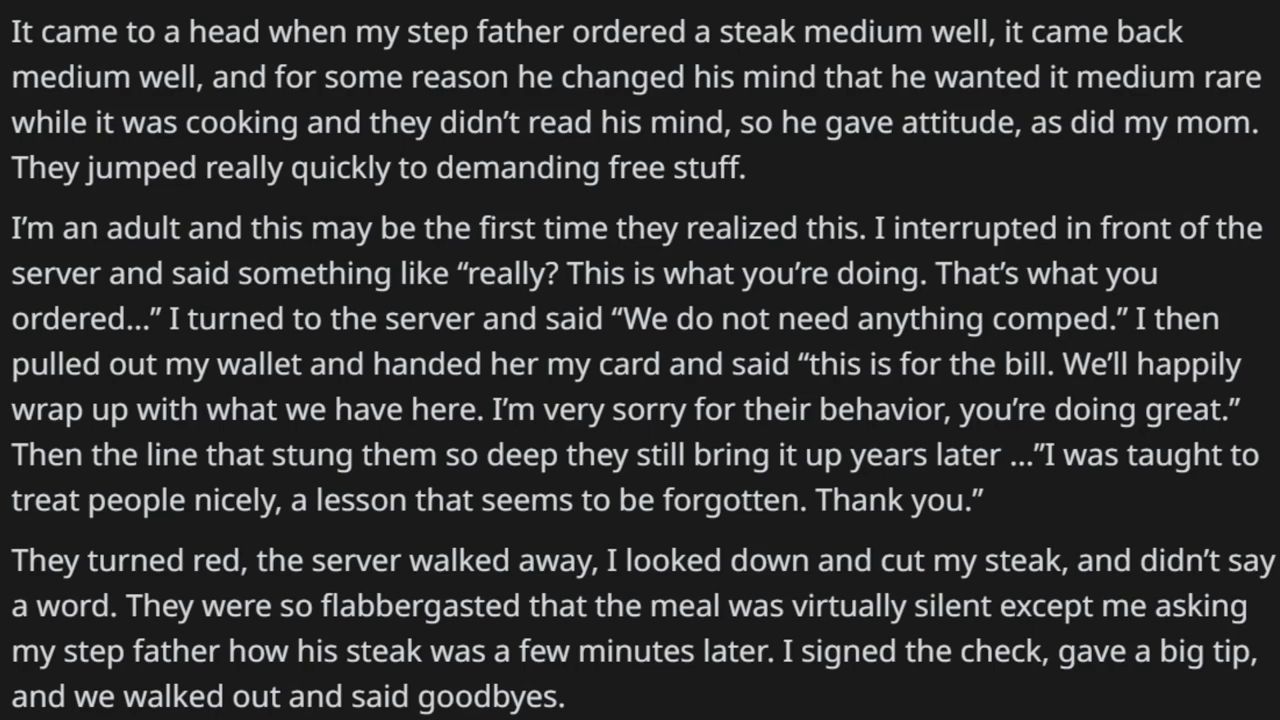 It came to a head when my step father ordered a steak medium well, it came back
medium well, and for some reason he changed his mind that he wanted it medium rare
while it was cooking and they didn’t read his mind, so he gave attitude, as did my mom.
They jumped really quickly to demanding free stuff.
I’m an adult and this may be the first time they realized this. I interrupted in front of the
server and said something like “really? This is what you’re doing. That’s what you
ordered...” I turned to the server and said “We do not need anything comped.” I then
pulled out my wallet and handed her my card and said “this is for the bill. We’ll happily
wrap up with what we have here. I’m very sorry for their behavior, you’re doing great.”
Then the line that stung them so deep they still bring it up years later ...”I was taught to
treat people nicely, a lesson that seems to be forgotten. Thank you.”
They turned red, the server walked away, I looked down and cut my steak, and didn’t say
a word. They were so flabbergasted that the meal was virtually silent except me asking
my step father how his steak was a few minutes later. I signed the check, gave a big tip,
and we walked out and said goodbyes.